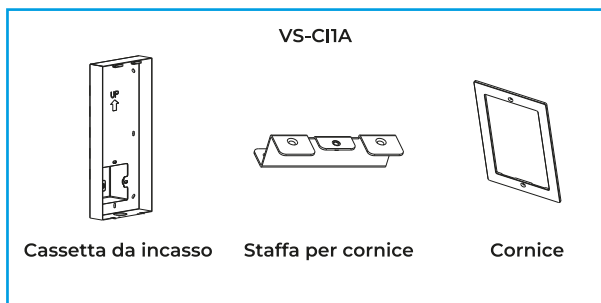 VS-CI1A
UP
Cassetta da incasso
Staffa per cornice
Cornice